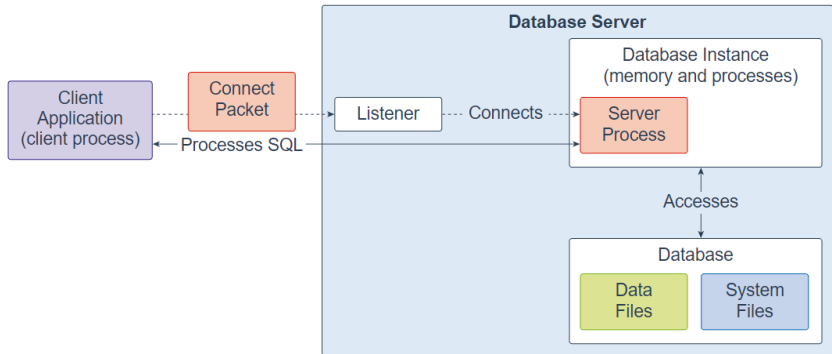 Database Server
Database Instance
(memory and processes)
Client
Application
(client process)
Connect
Packet
Listener
Connects
Server
Process
Processes SQL
Accesses
Database
Data
Files
System
Files